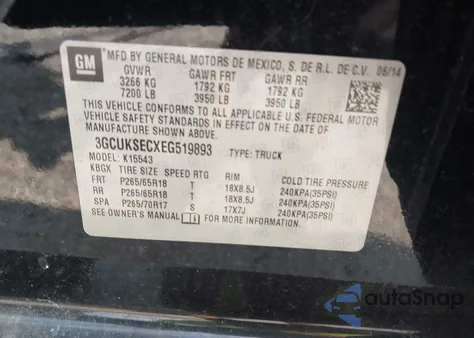 GM
MFD BY GENERAL MOTORS DE MEXICO, S. DE R.L. DE C.V. 06/14
GVWR GAWR FRT GAWR RR
3266 KG 1792 KG 1792 KG
7200 LB 3950 LB 3950 LB
THIS VEHICLE CONFORMS TO ALL APPLICABLE U.S. FEDERAL MOTOR
VEHICLE SAFETY STANDARDS IN EFFECT ON THE DATE OF
MANUFACTURE SHOWN ABOVE.
3GCUKSECXEG519893 TYPE: TRUCK
MODEL: K15543
KBGX TIRE SIZE SPEED RTG RIM COLD TIRE PRESSURE
FRT P265/65R18 T 18X8.5J 240KPA(35PSI)
RR P265/65R18 T 18X8.5J 240KPA(35PSI)
SPA P265/70R17 S 17X7J 240KPA(35PSI)
SEE OWNER'S MANUAL FOR MORE INFORMATION.
autoSnap